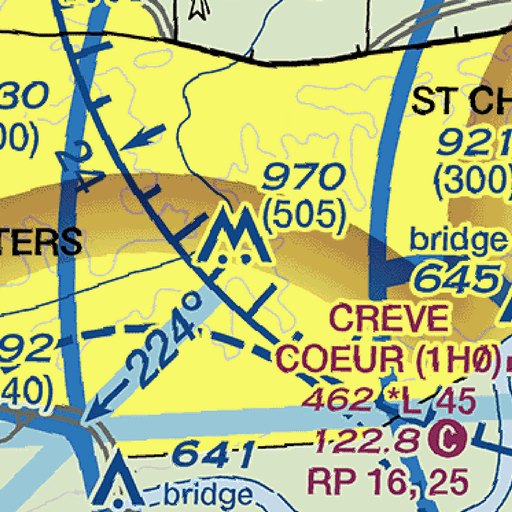 30
00)
24
ST CH
921
(300)
970
(505)
TERS
bridge
645
224°
92
40)
CREVE
COEUR (1H0)
462 *L 45
122.8 C
RP 16, 25
641
bridge